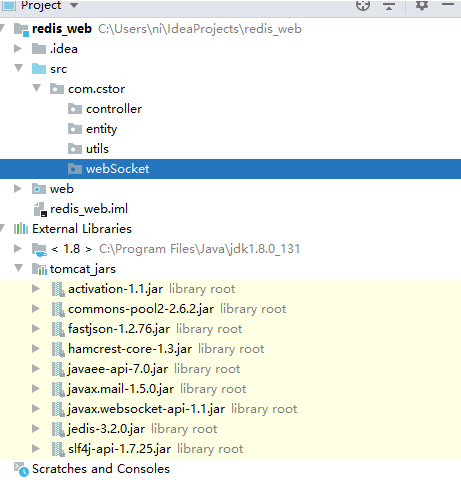 Project
redis_web C:\Users\ni\IdeaProjects\redis_web
.idea
src
com.cstor
controller
entity
utils
webSocket
web
redis_web.iml
External Libraries
< 1.8 > C:\Program Files\Java\jdk1.8.0_131
tomcat_jars
activation-1.1.jar library root
commons-pool2-2.6.2.jar library root
fastjson-1.2.76.jar library root
hamcrest-core-1.3.jar library root
javaee-api-7.0.jar library root
javax.mail-1.5.0.jar library root
javax.websocket-api-1.1.jar library root
jedis-3.2.0.jar library root
slf4j-api-1.7.25.jar library root
Scratches and Consoles